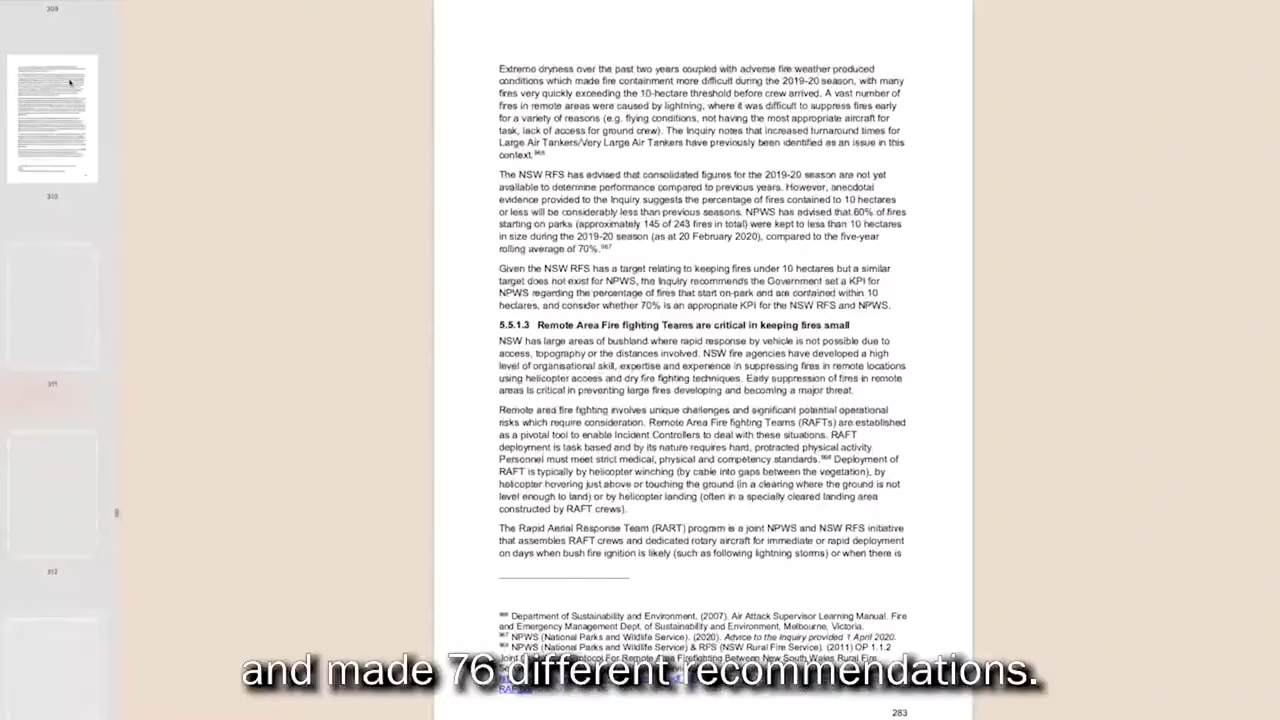 309
310
311
312
Extreme dryness over the past two years coupled with adverse fire weather produced
conditions which made fire containment more difficult during the 2019-20 season, with many
fires very quickly exceeding the 10-hectare threshold before crew arrived. A vast number of
fires in remote areas were caused by lightning, where it was difficult to suppress fires early
for a variety of reasons (e.g. flying conditions, not having the most appropriate aircraft for
task, lack of access for ground crew). The Inquiry notes that increased turnaround times for
Large Air Tankers/Very Large Air Tankers have previously been identified as an issue in this
context.
The NSW RFS has advised that consolidated figures for the 2019-20 season are not yet
available to determine performance compared to previous years. However, anecdotal
evidence provided to the Inquiry suggests the percentage of fires contained to 10 hectares
or less will be considerably less than previous seasons. NPWS has advised that 60% of fires
starting on parks (approximately 145 of 243 fires in total) were kept to less than 10 hectares
in size during the 2019-20 season (as at 20 February 2020), compared to the five-year
rolling average of 70%.⁹⁶⁷
Given the NSW RFS has a target relating to keeping fires under 10 hectares but a similar
target does not exist for NPWS, the Inquiry recommends the Government set a KPI for
NPWS regarding the percentage of fires that start on-park and are contained within 10
hectares, and consider whether 70% is an appropriate KPI for the NSW RFS and NPWS.
5.5.1.3 Remote Area Fire fighting Teams are critical in keeping fires small
NSW has large areas of bushland where rapid response by vehicle is not possible due to
access, topography or the distances involved. NSW fire agencies have developed a high
level of organisational skill, expertise and experience in suppressing fires in remote locations
using helicopter access and dry fire fighting techniques. Early suppression of fires in remote
areas is critical in preventing large fires developing and becoming a major threat.
Remote area fire fighting involves unique challenges and significant potential operational
risks which require consideration. Remote Area Fire fighting Teams (RAFTs) are established
as a pivotal tool to enable Incident Controllers to deal with these situations. RAFT
deployment is task based and by its nature requires hard, protracted physical activity
Personnel must meet strict medical, physical and competency standards. Deployment of
RAFT is typically by helicopter winching (by cable into gaps between the vegetation), by
helicopter hovering just above or touching the ground (in a clearing where the ground is not
level enough to land) or by helicopter landing (often in a specially cleared landing area
constructed by RAFT crews).
The Rapid Aerial Response Team (RART) program is a joint NPWS and NSW RFS initiative
that assembles RAFT crews and dedicated rotary aircraft for immediate or rapid deployment
on days when bush fire ignition is likely (such as following lightning storms) or when there is
Department of Sustainability and Environment, (2007). Air Attack Supervisor Learning Manual. Fire
and Emergency Management Dept. of Sustainability and Environment, Melbourne, Victoria.
⁹⁶⁷ NPWS (National Parks and Wildlife Service). (2020). Advice to the Inquiry provided 1 April 2020.
NPWS (National Parks and Wildlife Service) & RFS (NSW Rural Fire Service). (2011) OP 1.1.2
Joint Protocol For Remote Area Firefighting Between New South Wales Rural Fire
and made 76 different recommendations.
283